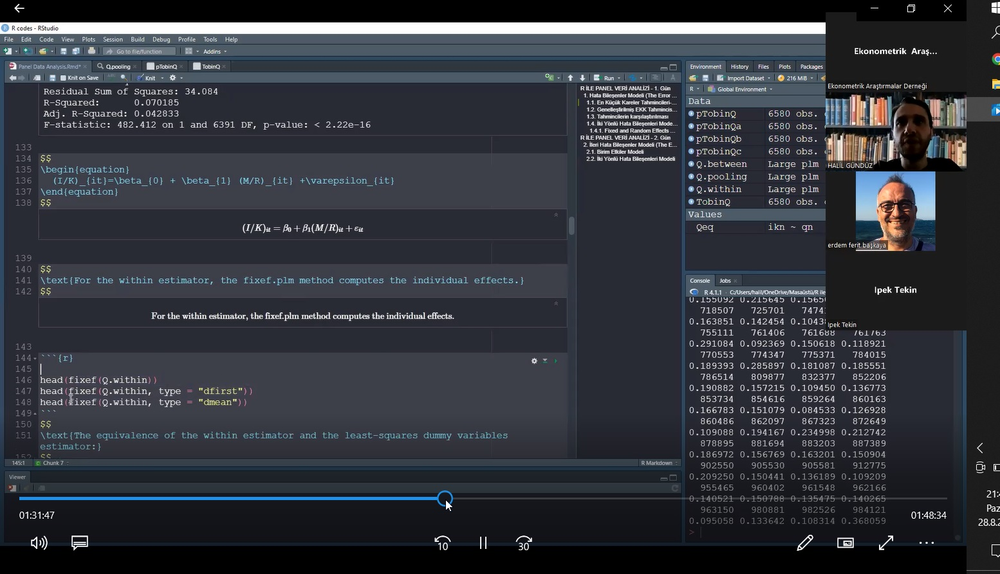 R codes - RStudio
File Edit Code View Plots Session Build Debug Profile Tools Help
Go to file/function Addins
Panel Data Analysis.Rmd* Q.pooling pTobinQ TobinQ
Knit on Save Knit Run
Residual Sum of Squares: 34.084
R-Squared: 0.070185
Adj. R-Squared: 0.042833
F-statistic: 482.412 on 1 and 6391 DF, p-value: < 2.22e-16
133
134 $$
135 \begin{equation}
136 (I/K)_{it}=\beta_{0} + \beta_{1} (M/R)_{it} +\varepsilon_{it}
137 \end{equation}
138 $$
(I/K)it = β0 + β1(M/R)it + εit
139
140 $$
141 \text{For the within estimator, the fixef.plm method computes the individual effects.}
142 $$
For the within estimator, the fixef.plm method computes the individual effects.
143
144 ```{r}
145
146 head(fixef(Q.within))
147 head(fixef(Q.within, type = "dfirst"))
148 head(fixef(Q.within, type = "dmean"))
149 ```
150 $$
151 \text{The equivalence of the within estimator and the least-squares dummy variables
estimator:}
152 $$
145:1 Chunk 7 R Markdown
Viewer
R İLE PANEL VERİ ANALİZİ - 1. Gün
1. Hata Bileşenler Modeli (The Error ...
1.1. En Küçük Kareler Tahmincileri-...
1.2. Genelleştirilmiş EKK Tahmincis...
1.3. Tahmincilerin karşılaştırılması
1.4. İki Yönlü Hata Bileşenleri Mode...
1.4.1. Fixed and Random Effects ...
R İLE PANEL VERİ ANALİZİ - 2. Gün
2. İleri Hata Bileşenler Modeli (The E...
2.1. Birim Etkiler Modeli
2.2. İki Yönlü Hata Bileşenleri Modeli
Environment History Files Plots Packages
Import Dataset 216 MiB
R Global Environment
Data
pTobinQ 6580 obs.
pTobinQa 6580 obs.
pTobinQb 6580 obs.
pTobinQc 6580 obs.
Q.between Large plm
Q.pooling Large plm
Q.within Large plm
TobinQ 6580 obs.
Values
Qeq ikn ~ qn
Console Jobs
R 4.1.1 · C:/Users/halil/OneDrive/Masaüstü/R ile
0.155092 0.215645 0.1565
718507 725701 7474
0.163851 0.142454 0.1043
755111 761406 761688 761763
0.291084 0.092369 0.150618 0.118921
770553 774347 775371 784015
0.189393 0.285897 0.181087 0.185551
786514 809877 832377 852206
0.190882 0.157215 0.109450 0.136773
853734 854616 859264 860163
0.166783 0.151079 0.084533 0.126928
860486 862097 867323 872649
0.109088 0.194167 0.234998 0.212742
878895 881694 883203 887389
0.186972 0.156769 0.163201 0.150904
902550 905530 905581 912775
0.209250 0.150441 0.136189 0.109209
955465 960402 961548 962166
0.140521 0.150788 0.135475 0.140265
963150 980881 982526 984121
0.095058 0.133642 0.108314 0.368059
>
Ekonometrik Araş...
Ekonometrik Araştırmalar Derneği
HALİL GÜNDÜZ
erdem ferit başkaya
Ipek Tekin
Ipek Tekin
01:31:47
01:48:34
10
30
21:4
Paz
28.8.2